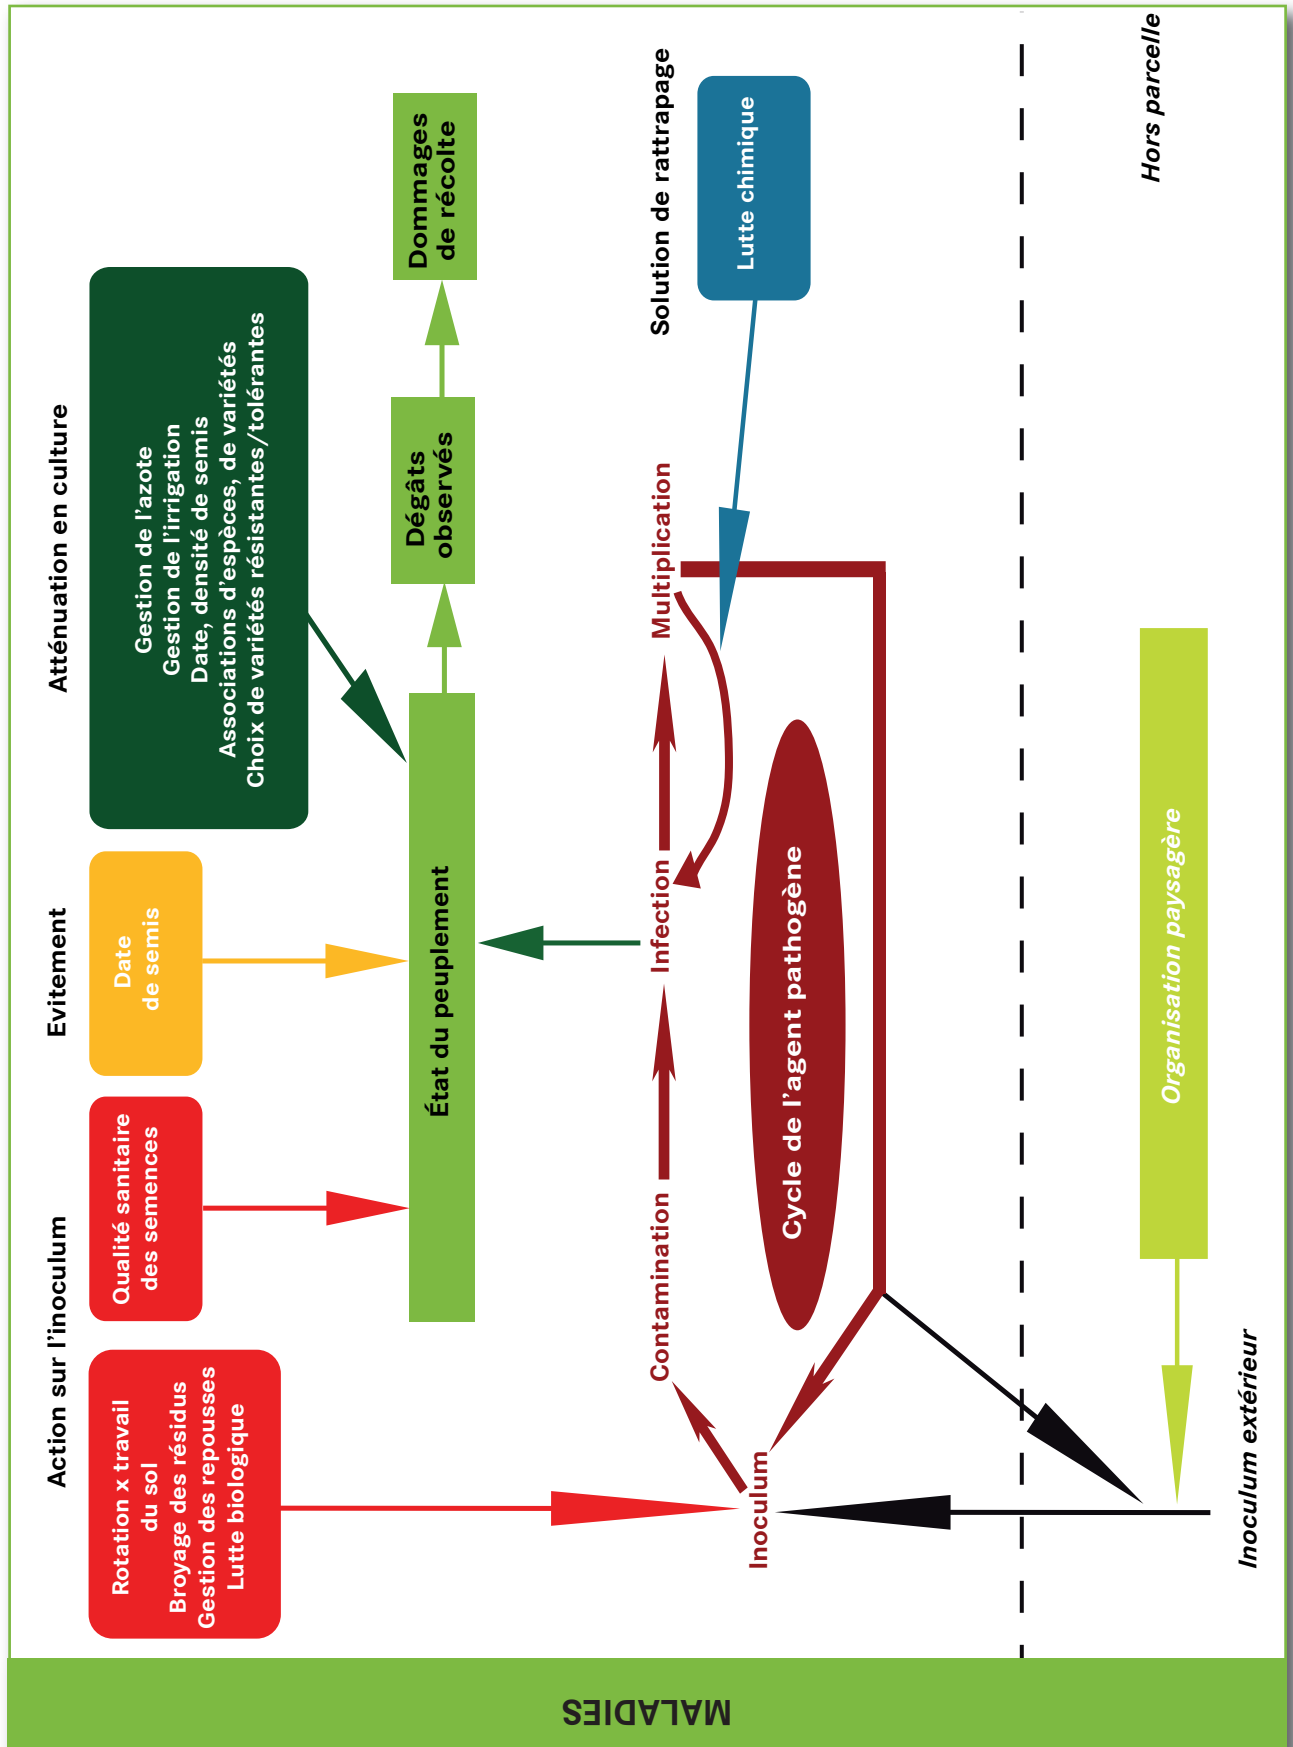 MALADIES
Action sur l'inoculum
Evitement
Atténuation en culture
Rotation x travail
du sol
Broyage des résidus
Gestion des repousses
Lutte biologique
Qualité sanitaire
des semences
Date
de semis
Gestion de l'azote
Gestion de l'irrigation
Date, densité de semis
Associations d'espèces, de variétés
Choix de variétés résistantes/tolérantes
État du peuplement
Dégâts
observés
Dommages
de récolte
Contamination
Infection
Multiplication
Solution de rattrapage
Inoculum
Cycle de l'agent pathogène
Lutte chimique
Hors parcelle
Organisation paysagère
Inoculum extérieur